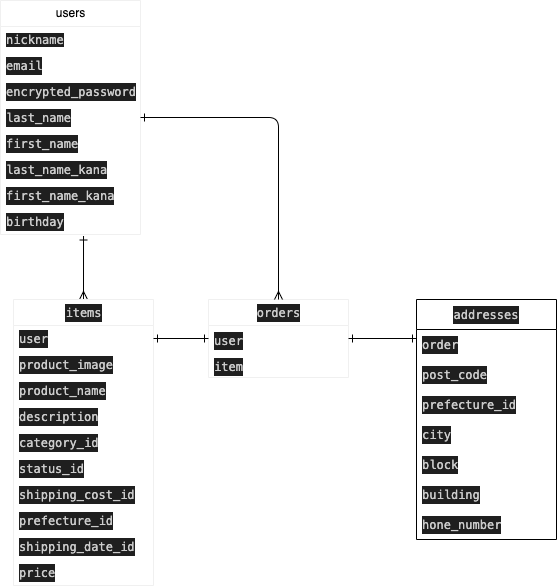 users
nickname
email
encrypted_password
last_name
first_name
last_name_kana
first_name_kana
birthday
items
user
product_image
product_name
description
category_id
status_id
shipping_cost_id
prefecture_id
shipping_date_id
price
orders
user
item
addresses
order
post_code
prefecture_id
city
block
building
hone_number